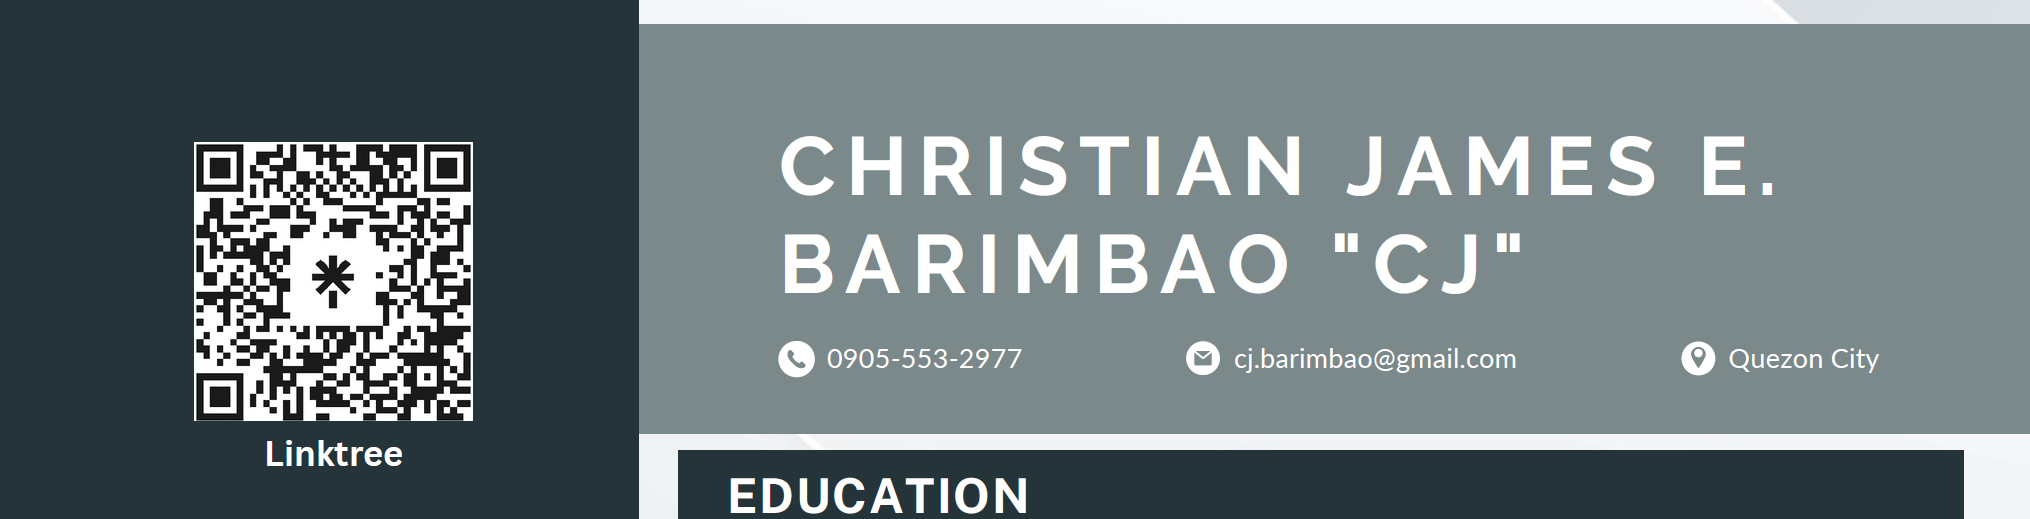 CHRISTIAN JAMES E.
BARIMBAO "CJ"
0905-553-2977
cj.barimbao@gmail.com
Quezon City
Linktree
EDUCATION